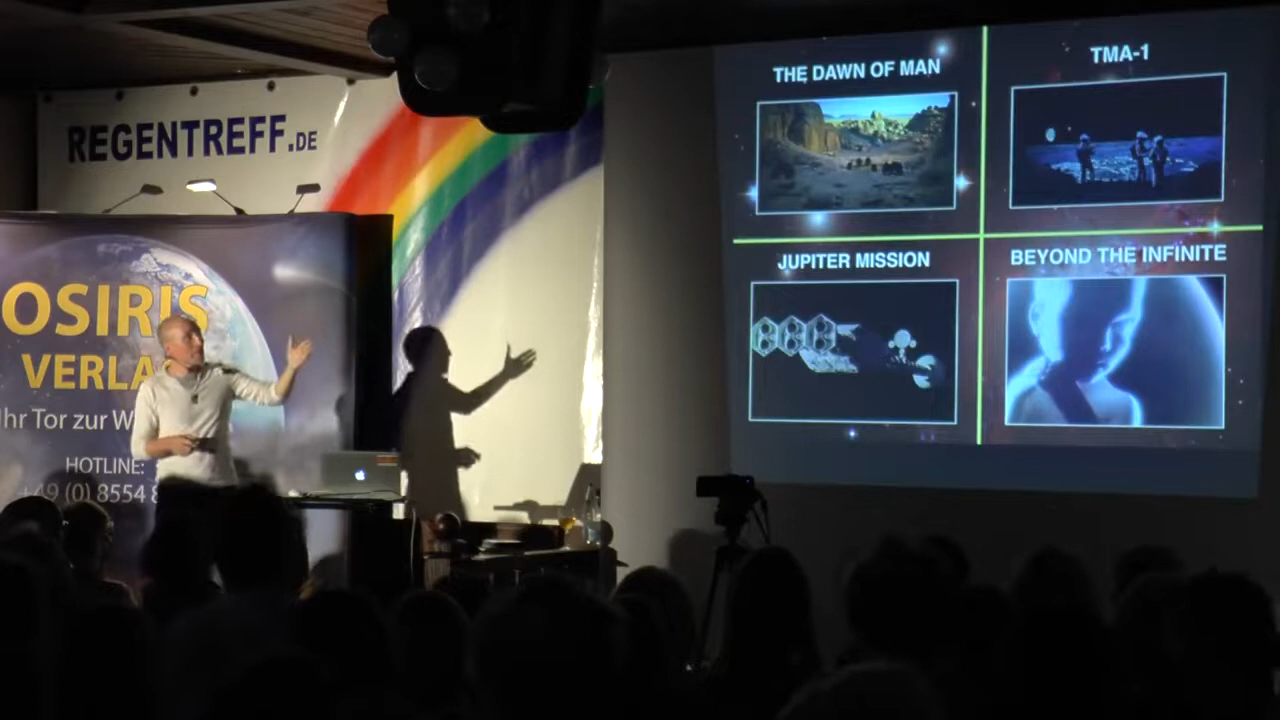 REGENTREFF.DE
OSIRIS
VERLA
Ihr Tor zur W
HOTLINE:
+49 (0) 8554 8
THE DAWN OF MAN
TMA-1
JUPITER MISSION
BEYOND THE INFINITE